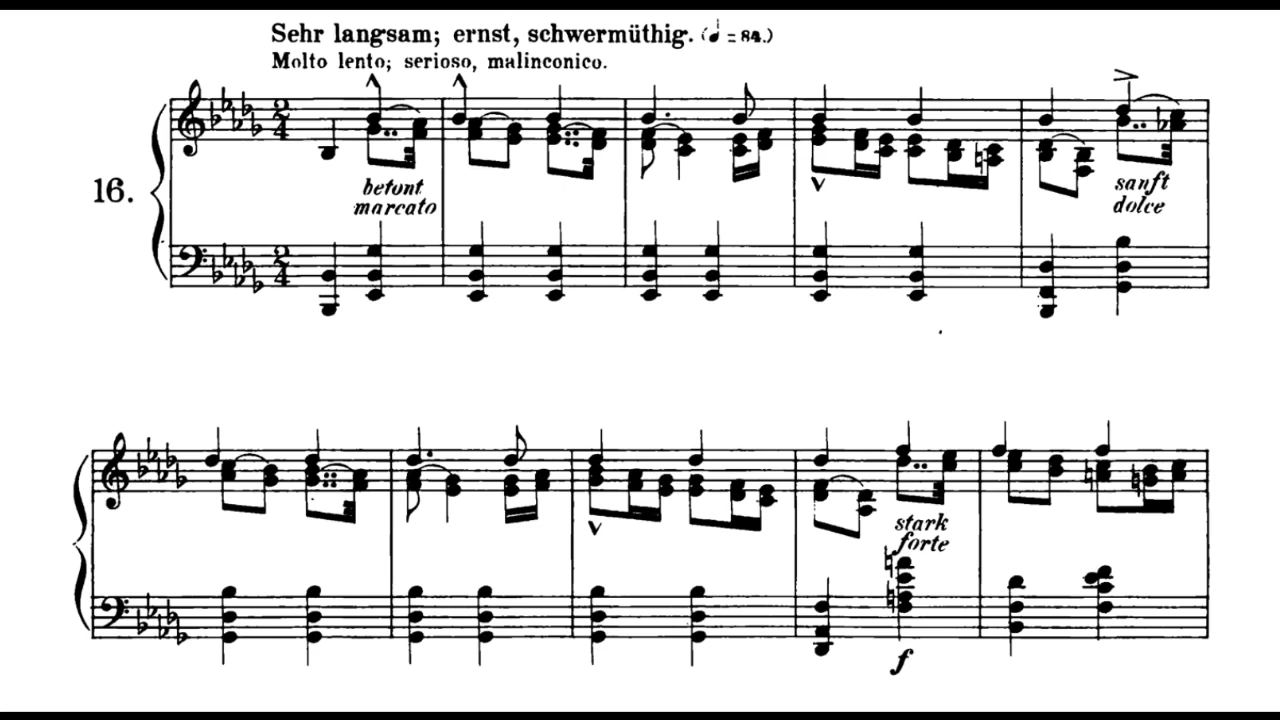 Sehr langsam; ernst, schwermüthig. (♩ = 84.)
Molto lento; serioso, malinconico.
16.
betont
marcato
sanft
dolce
stark
forte
f